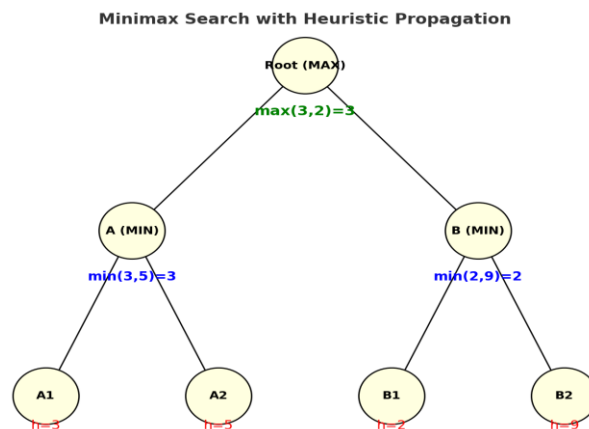 Minimax Search with Heuristic Propagation
Root (MAX)
max(3,2)=3
A (MIN)
B (MIN)
min(3,5)=3
min(2,9)=2
A1
A2
B1
B2
h=3
h=5
h=2
h=9